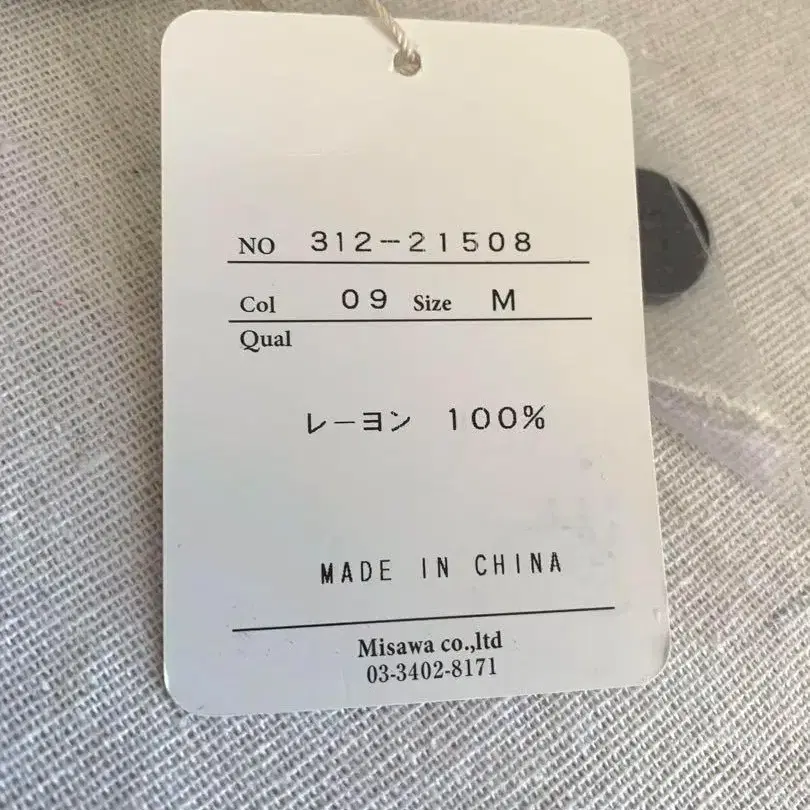 NO 312-21508
Col 09 Size M
Qual
レーヨン 100%
MADE IN CHINA
Misawa co.,ltd
03-3402-8171